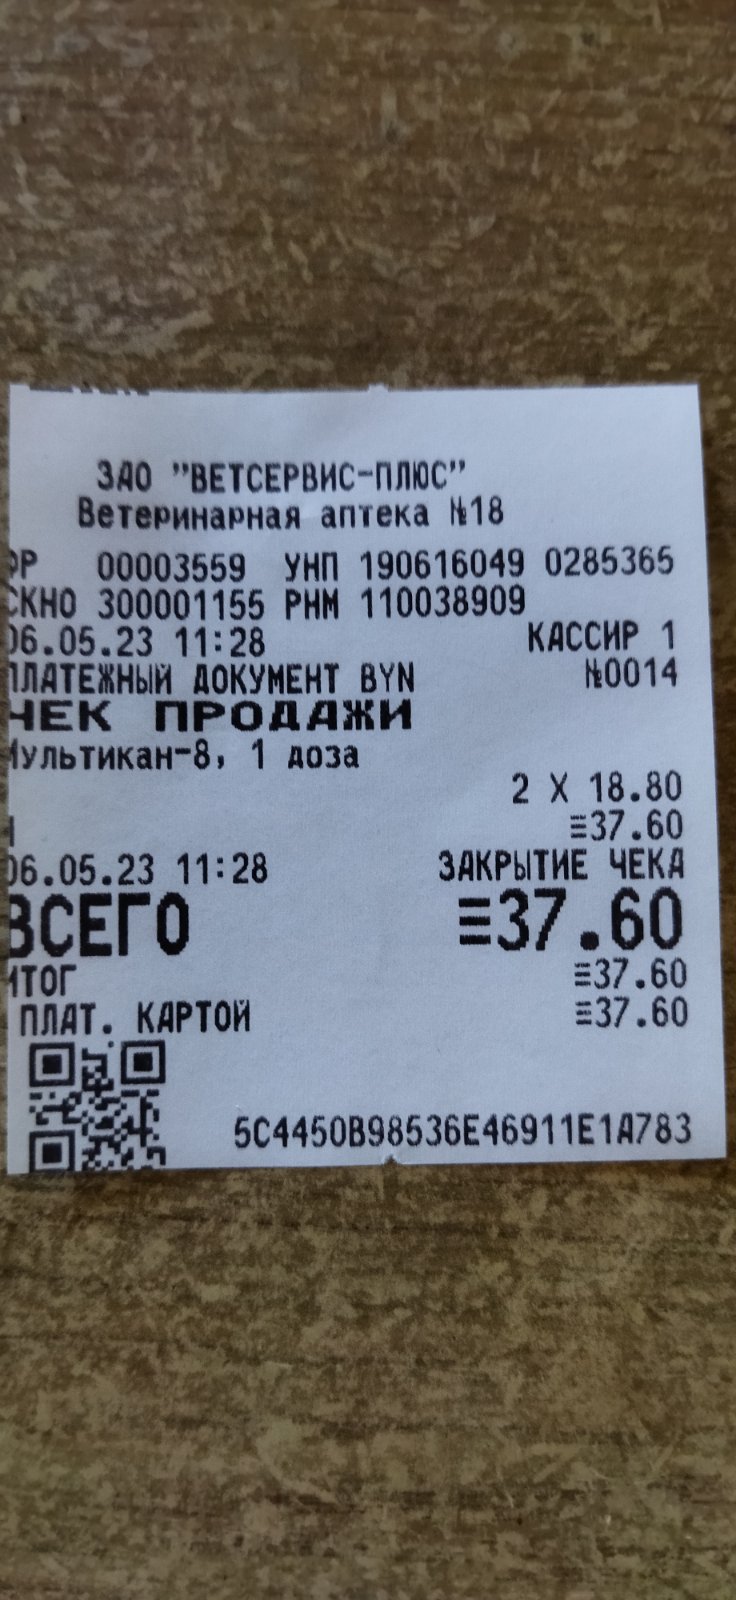 ЗАО "ВЕТСЕРВИС-ПЛЮС"
Ветеринарная аптека №18
00003559 УНП 190616049 0285365
СКНО 300001155 РНМ 110038909
06.05.23 11:28 КАССИР 1
ПЛАТЕЖНЫЙ ДОКУМЕНТ BYN №0014
ЧЕК ПРОДАЖИ
Мультикан-8, 1 доза
2 X 18.80
≡37.60
06.05.23 11:28 ЗАКРЫТИЕ ЧЕКА
ВСЕГО ≡37.60
ИТОГ ≡37.60
ПЛАТ. КАРТОЙ ≡37.60
5C4450B98536E46911E1A783